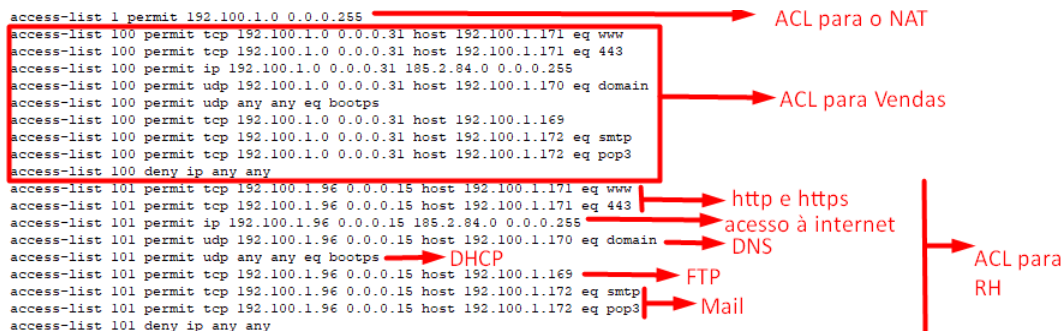 access-list 1 permit 192.100.1.0 0.0.0.255 ACL para o NAT
access-list 100 permit tcp 192.100.1.0 0.0.0.31 host 192.100.1.171 eq www
access-list 100 permit tcp 192.100.1.0 0.0.0.31 host 192.100.1.171 eq 443
access-list 100 permit ip 192.100.1.0 0.0.0.31 185.2.84.0 0.0.0.255
access-list 100 permit udp 192.100.1.0 0.0.0.31 host 192.100.1.170 eq domain
access-list 100 permit udp any any eq bootps
access-list 100 permit tcp 192.100.1.0 0.0.0.31 host 192.100.1.169
access-list 100 permit tcp 192.100.1.0 0.0.0.31 host 192.100.1.172 eq smtp
access-list 100 permit tcp 192.100.1.0 0.0.0.31 host 192.100.1.172 eq pop3
access-list 100 deny ip any any
ACL para Vendas
access-list 101 permit tcp 192.100.1.96 0.0.0.15 host 192.100.1.171 eq www
access-list 101 permit tcp 192.100.1.96 0.0.0.15 host 192.100.1.171 eq 443
http e https
access-list 101 permit ip 192.100.1.96 0.0.0.15 185.2.84.0 0.0.0.255 acesso à internet
access-list 101 permit udp 192.100.1.96 0.0.0.15 host 192.100.1.170 eq domain DNS
access-list 101 permit udp any any eq bootps DHCP
access-list 101 permit tcp 192.100.1.96 0.0.0.15 host 192.100.1.169 FTP
access-list 101 permit tcp 192.100.1.96 0.0.0.15 host 192.100.1.172 eq smtp
access-list 101 permit tcp 192.100.1.96 0.0.0.15 host 192.100.1.172 eq pop3
Mail
access-list 101 deny ip any any
ACL para
RH